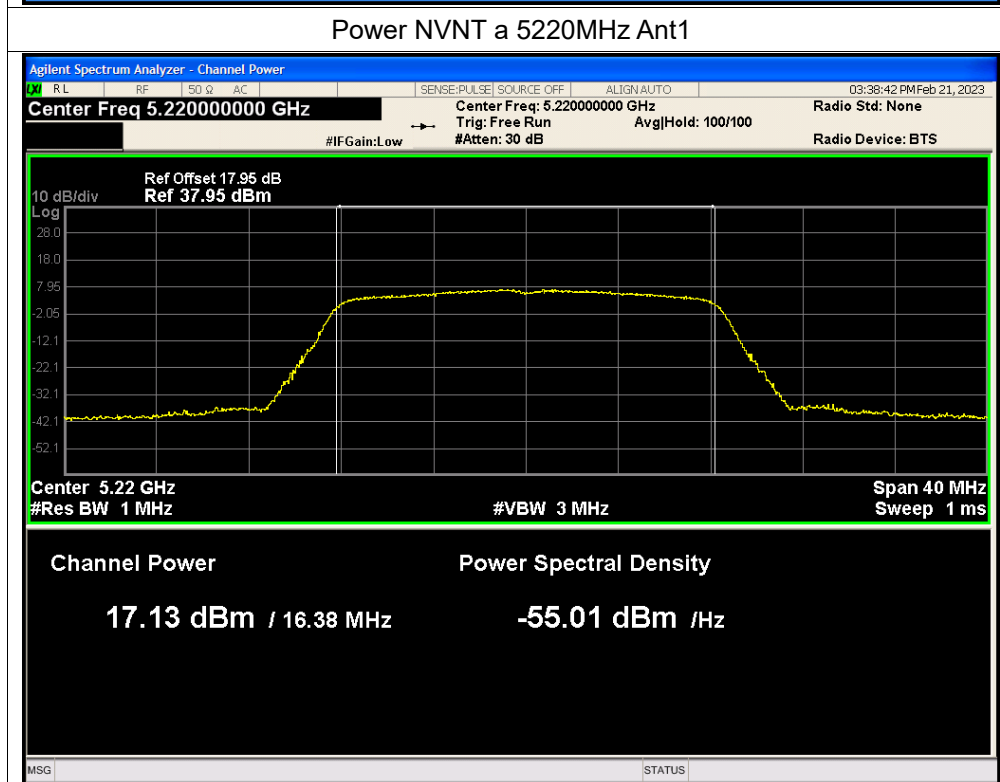 Power NVNT a 5220MHz Ant1
Agilent Spectrum Analyzer - Channel Power
LXI RL RF 50 Ω AC SENSE:PULSE SOURCE OFF ALIGN AUTO 03:38:42 PM Feb 21, 2023
Center Freq 5.220000000 GHz Center Freq: 5.220000000 GHz Radio Std: None
Trig: Free Run Avg|Hold: 100/100
#IFGain:Low #Atten: 30 dB Radio Device: BTS
Ref Offset 17.95 dB
10 dB/div Ref 37.95 dBm
Log
28.0
18.0
7.95
-2.05
-12.1
-22.1
-32.1
-42.1
-52.1
Center 5.22 GHz Span 40 MHz
#Res BW 1 MHz #VBW 3 MHz Sweep 1 ms
Channel Power Power Spectral Density
17.13 dBm / 16.38 MHz -55.01 dBm /Hz
MSG STATUS